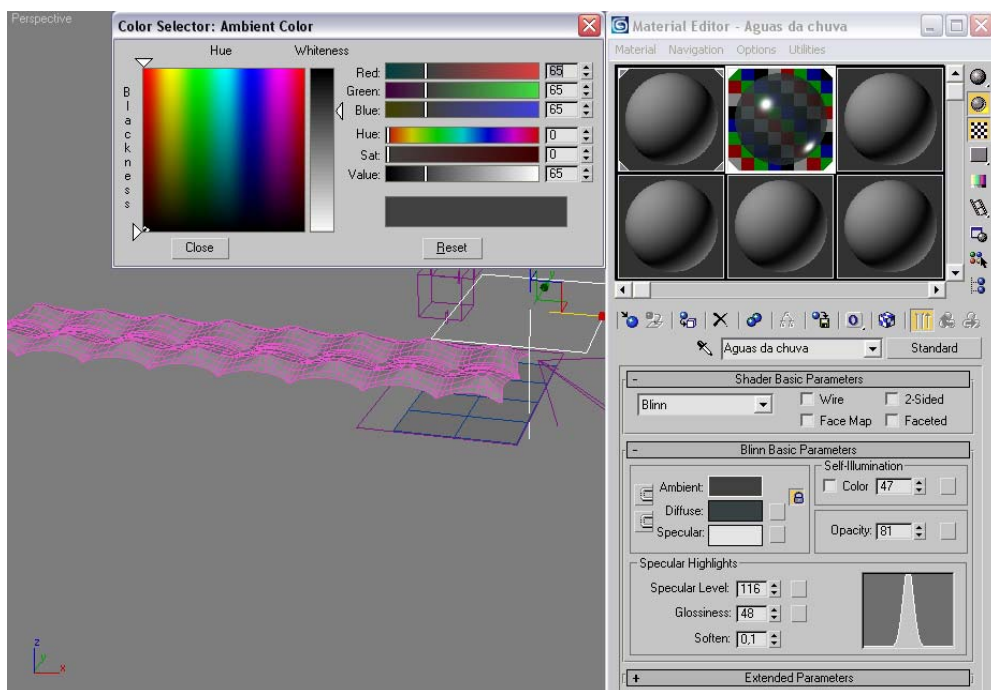 Perspective
Color Selector: Ambient Color
Hue Whiteness
Blackness
Red: 65
Green: 65
Blue: 65
Hue: 0
Sat: 0
Value: 65
Close Reset
Material Editor - Aguas da chuva
Material Navigation Options Utilities
Aguas da chuva Standard
- Shader Basic Parameters
Blinn Wire 2-Sided
Face Map Faceted
- Blinn Basic Parameters
Self-Illumination
Ambient: Color 47
Diffuse:
Specular: Opacity: 81
Specular Highlights
Specular Level: 116
Glossiness: 48
Soften: 0,1
+ Extended Parameters
z
y
x